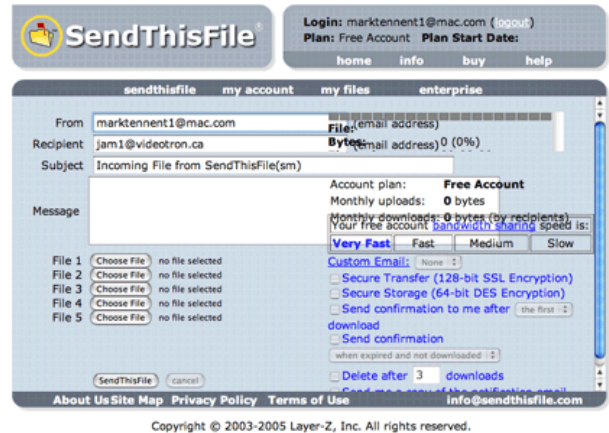 SendThisFile
Login: marktennent1@mac.com (logout)
Plan: Free Account Plan Start Date:
home info buy help
sendthisfile my account my files enterprise
From marktennent1@mac.com (email address)
File:
Recipient jam1@videotron.ca (email address)
Bytes: 0 (0%)
Subject Incoming File from SendThisFile(sm)
Message
Account plan: Free Account
Monthly uploads: 0 bytes
Monthly downloads: 0 bytes (by recipients)
Your free account bandwidth sharing speed is:
Very Fast Fast Medium Slow
File 1 Choose File no file selected
File 2 Choose File no file selected
File 3 Choose File no file selected
File 4 Choose File no file selected
File 5 Choose File no file selected
Custom Email: None
Secure Transfer (128-bit SSL Encryption)
Secure Storage (64-bit DES Encryption)
Send confirmation to me after the first
download
Send confirmation
when expired and not downloaded
Delete after 3 downloads
Send me a copy of the notification email
SendThisFile cancel
About Us Site Map Privacy Policy Terms of Use info@sendthisfile.com
Copyright © 2003-2005 Layer-Z, Inc. All rights reserved.